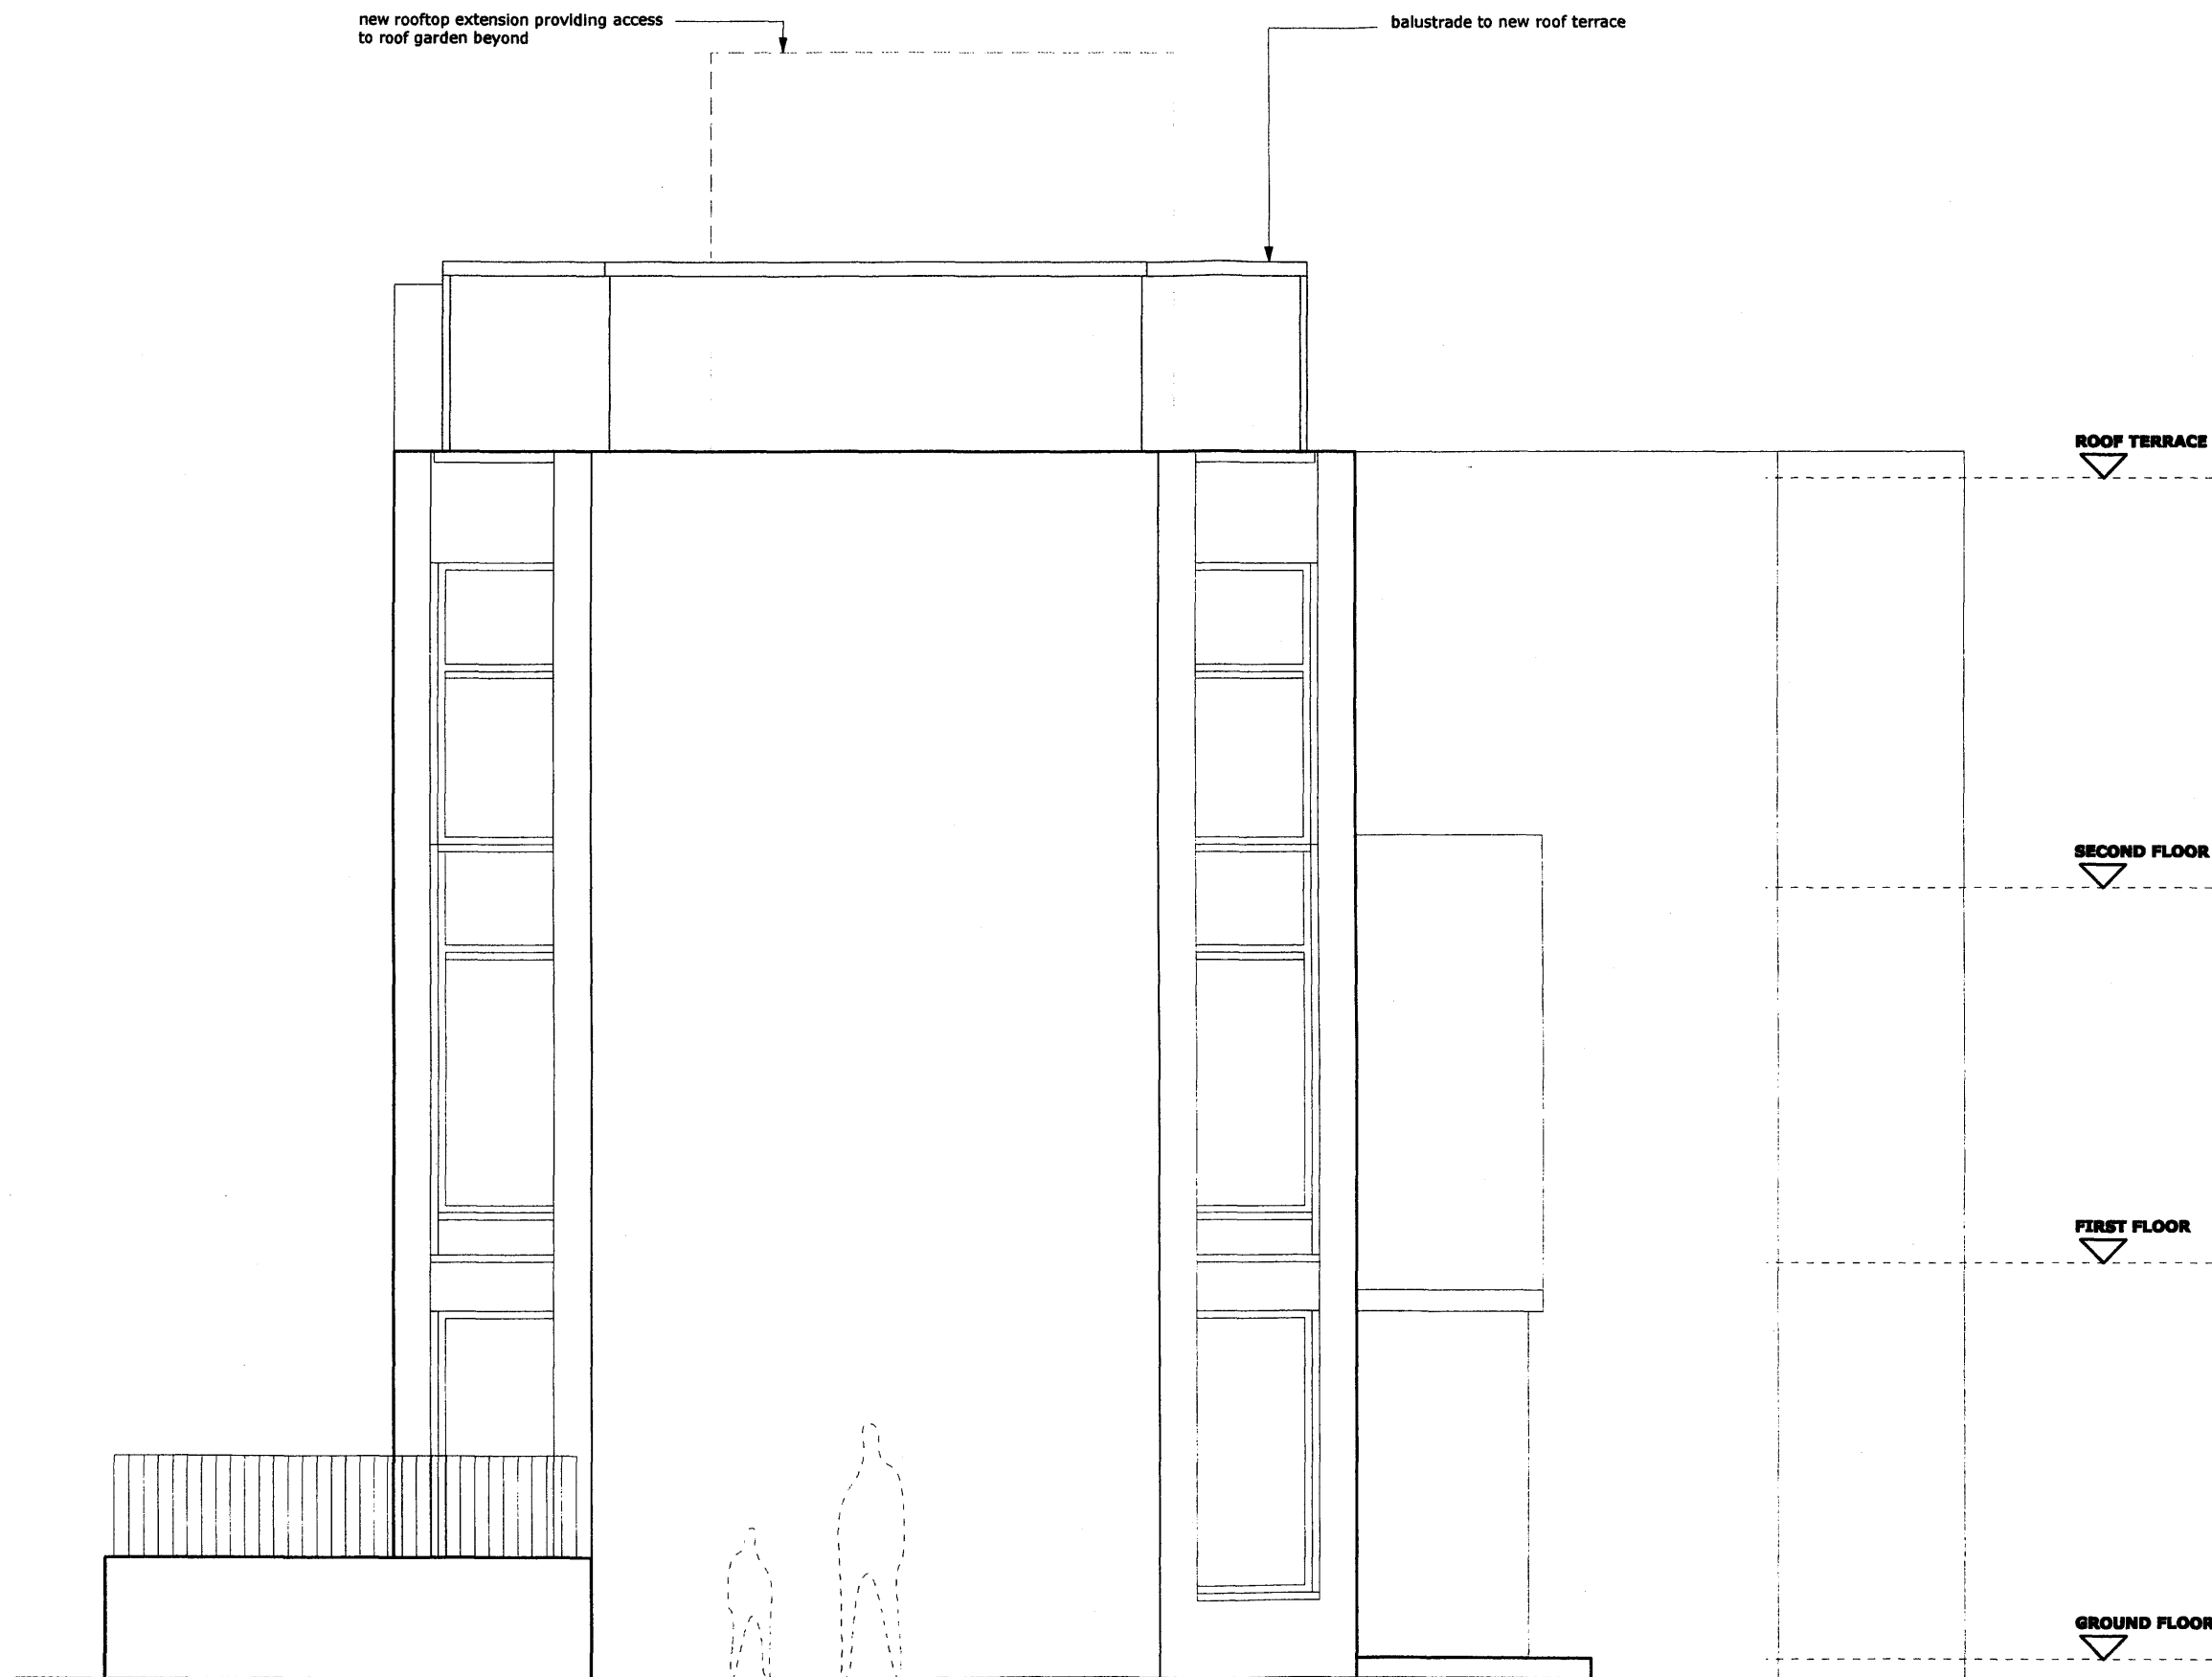 new rooftop extension providing access
to roof garden beyond
balustrade to new roof terrace
ROOF TERRACE
SECOND FLOOR
FIRST FLOOR
GROUND FLOOR